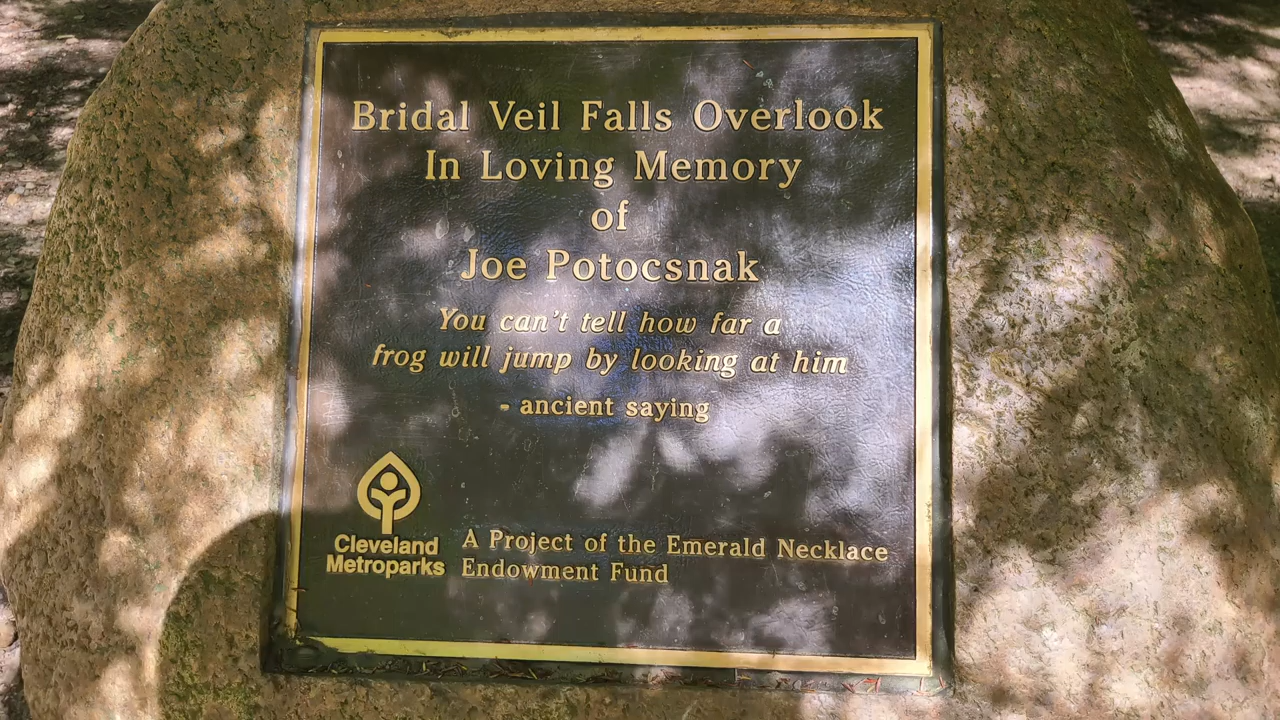 Bridal Veil Falls Overlook
In Loving Memory
of
Joe Potocsnak
You can't tell how far a
frog will jump by looking at him
- ancient saying
Cleveland
Metroparks
A Project of the Emerald Necklace
Endowment Fund